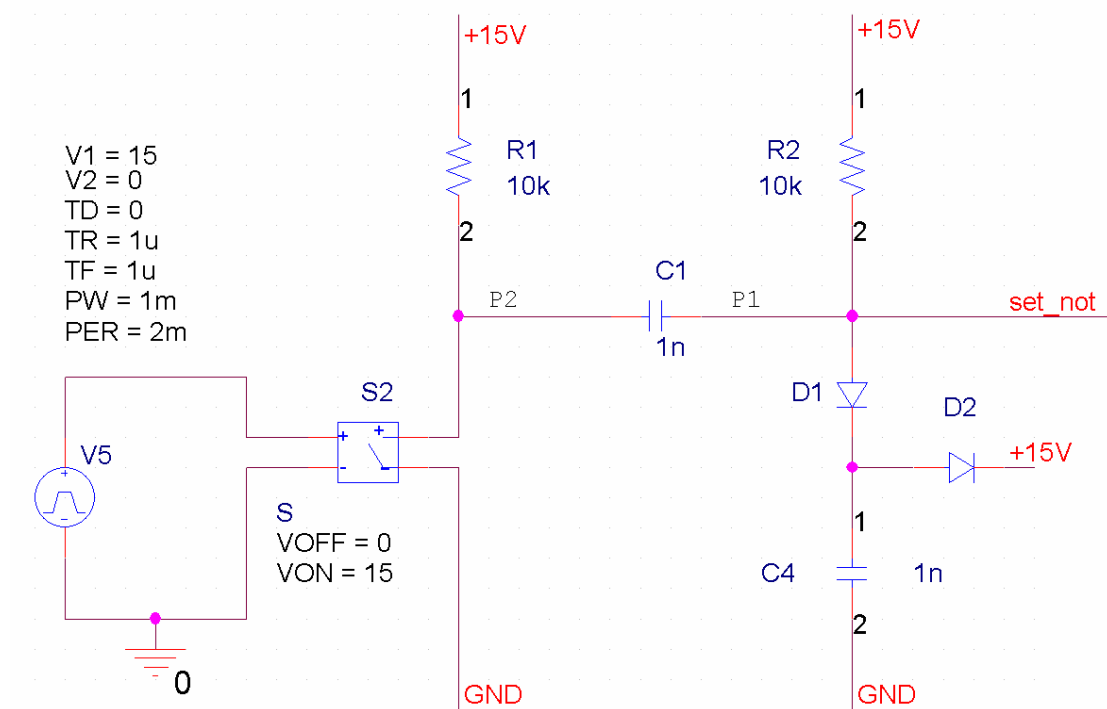 +15V
+15V
1
1
V1 = 15
V2 = 0
TD = 0
TR = 1u
TF = 1u
PW = 1m
PER = 2m
R1
10k
R2
10k
2
2
C1
P2
P1
1n
set_not
S2
+
+
-
D1
D2
+15V
V5
+
-
S
VOFF = 0
VON = 15
1
C4
1n
2
0
GND
GND